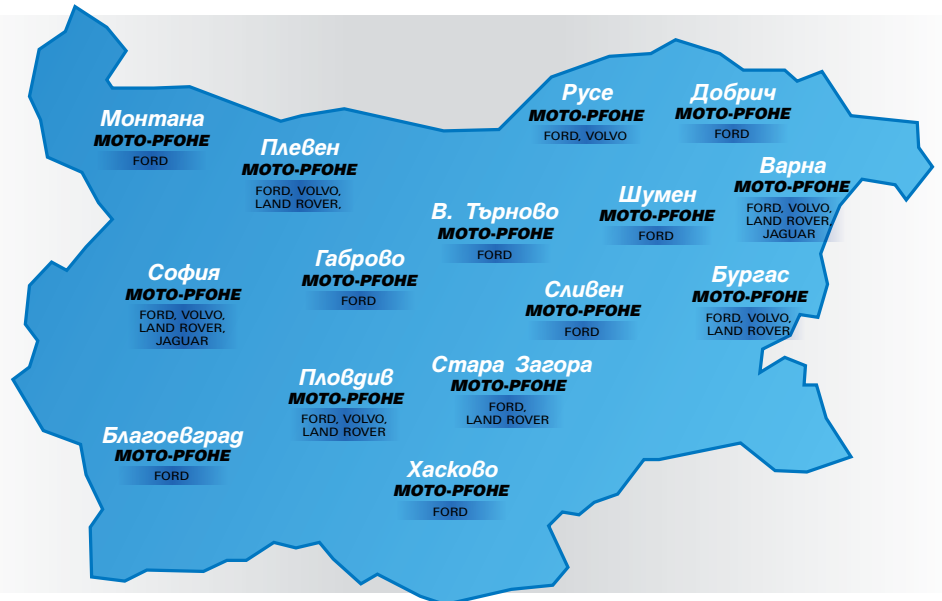 Монтана
MOTO-PFOHE
FORD
Плевен
MOTO-PFOHE
FORD, VOLVO,
LAND ROVER,
Русе
MOTO-PFOHE
FORD, VOLVO
Добрич
MOTO-PFOHE
FORD
Варна
MOTO-PFOHE
FORD, VOLVO,
LAND ROVER,
JAGUAR
Шумен
MOTO-PFOHE
FORD
В. Търново
MOTO-PFOHE
FORD
Габрово
MOTO-PFOHE
FORD
София
MOTO-PFOHE
FORD, VOLVO,
LAND ROVER,
JAGUAR
Сливен
MOTO-PFOHE
FORD
Бургас
MOTO-PFOHE
FORD, VOLVO,
LAND ROVER
Пловдив
MOTO-PFOHE
FORD, VOLVO,
LAND ROVER
Стара Загора
MOTO-PFOHE
FORD,
LAND ROVER
Благоевград
MOTO-PFOHE
FORD
Хасково
MOTO-PFOHE
FORD